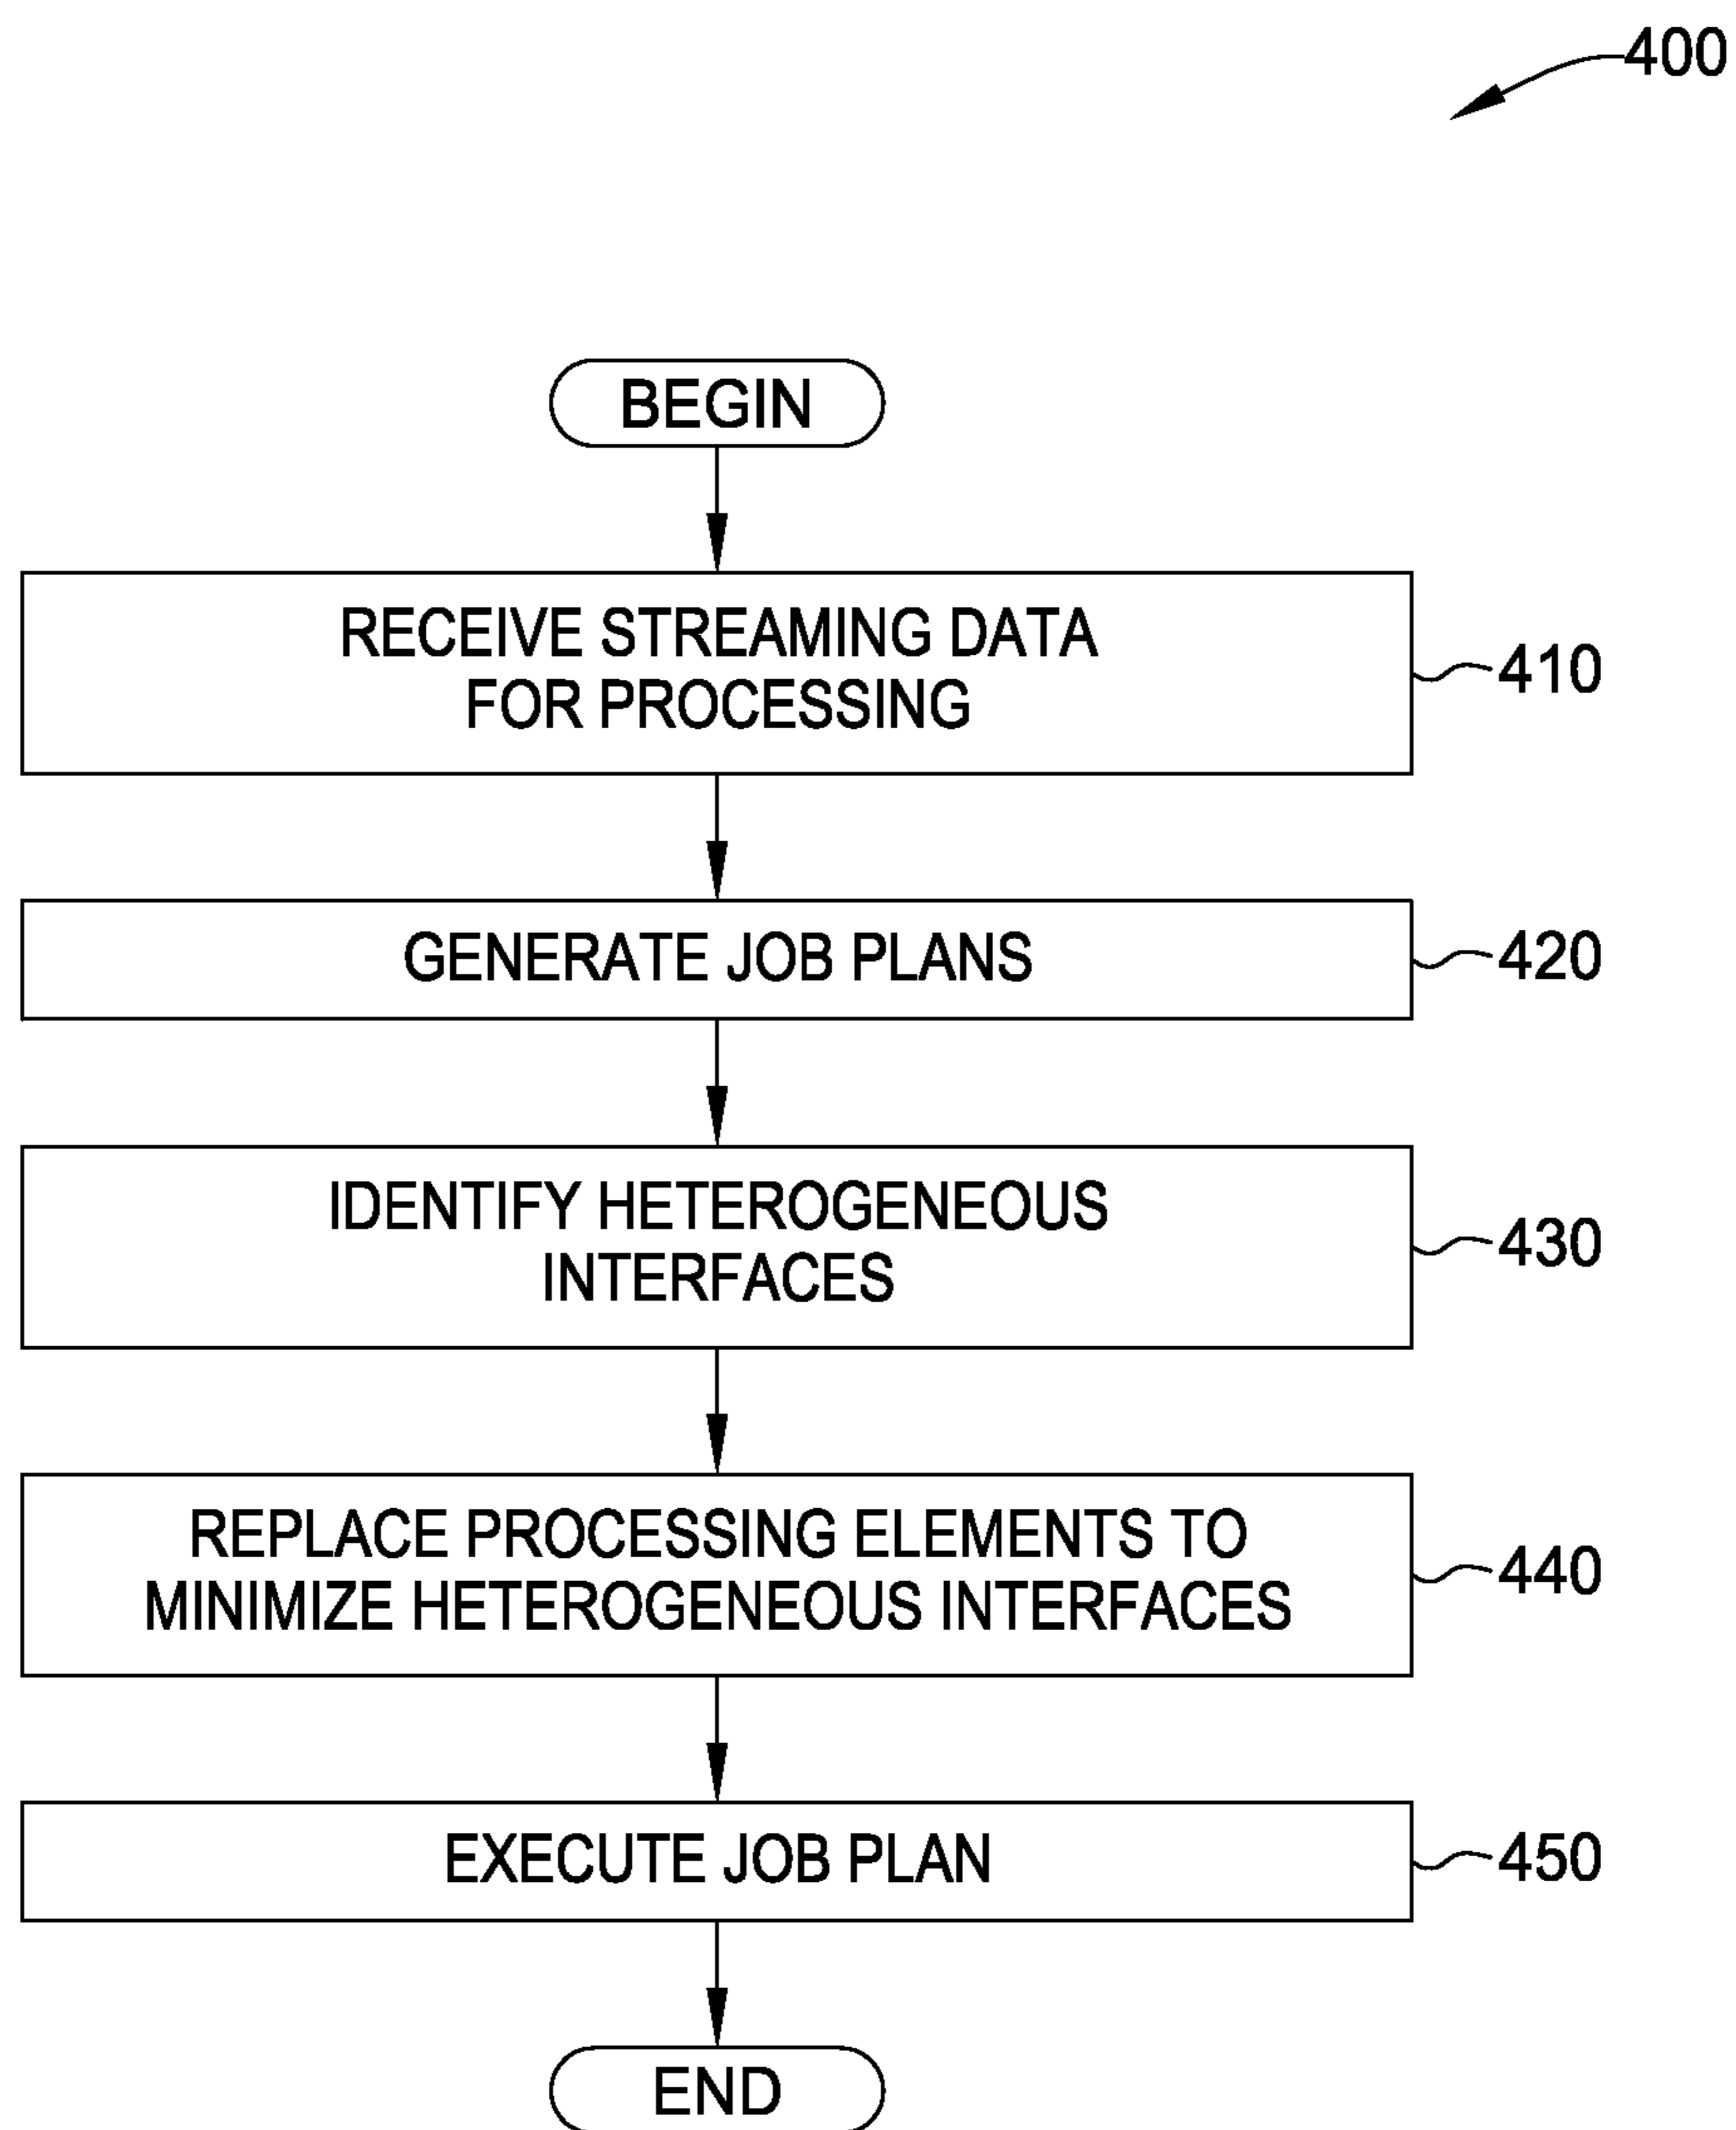 400
BEGIN
RECEIVE STREAMING DATA
FOR PROCESSING
410
GENERATE JOB PLANS
420
IDENTIFY HETEROGENEOUS
INTERFACES
430
REPLACE PROCESSING ELEMENTS TO
MINIMIZE HETEROGENEOUS INTERFACES
440
EXECUTE JOB PLAN
450
END